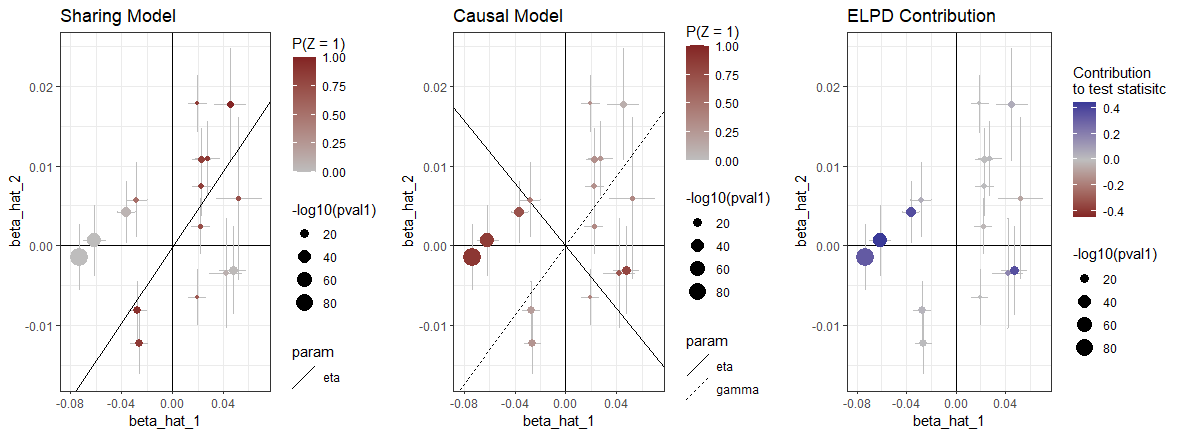 Sharing Model
beta_hat_2
0.02
0.01
0.00
-0.01
-0.08
-0.04
0.00
0.04
beta_hat_1
P(Z = 1)
1.00
0.75
0.50
0.25
0.00
-log10(pval1)
20
40
60
80
param
eta
Causal Model
beta_hat_2
0.02
0.01
0.00
-0.01
-0.08
-0.04
0.00
0.04
beta_hat_1
P(Z = 1)
1.00
0.75
0.50
0.25
0.00
-log10(pval1)
20
40
60
80
param
eta
gamma
ELPD Contribution
beta_hat_2
0.02
0.01
0.00
-0.01
-0.08
-0.04
0.00
0.04
beta_hat_1
Contribution
to test statisitc
0.4
0.2
0.0
-0.2
-0.4
-log10(pval1)
20
40
60
80